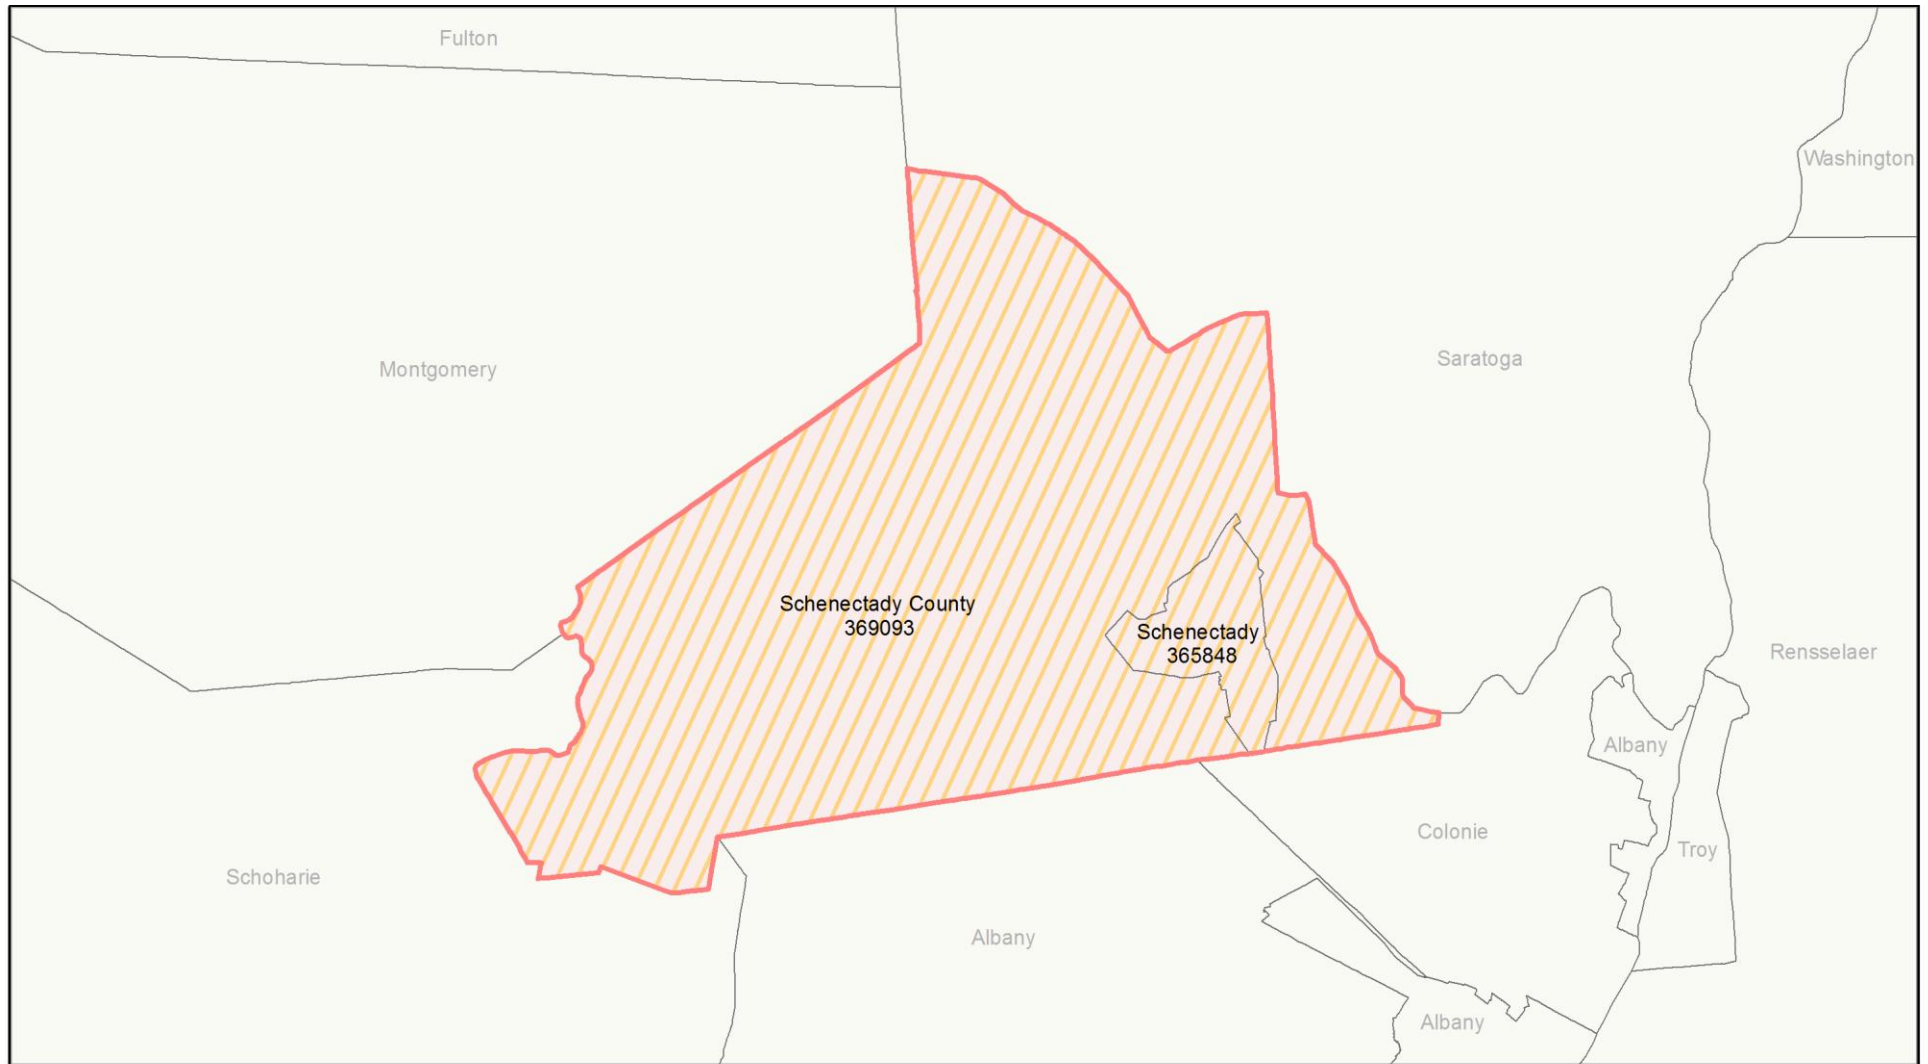 Fulton
Washington
Saratoga
Montgomery
Schenectady County
369093
Schenectady
365848
Rensselaer
Albany
Colonie
Troy
Schoharie
Albany
Albany